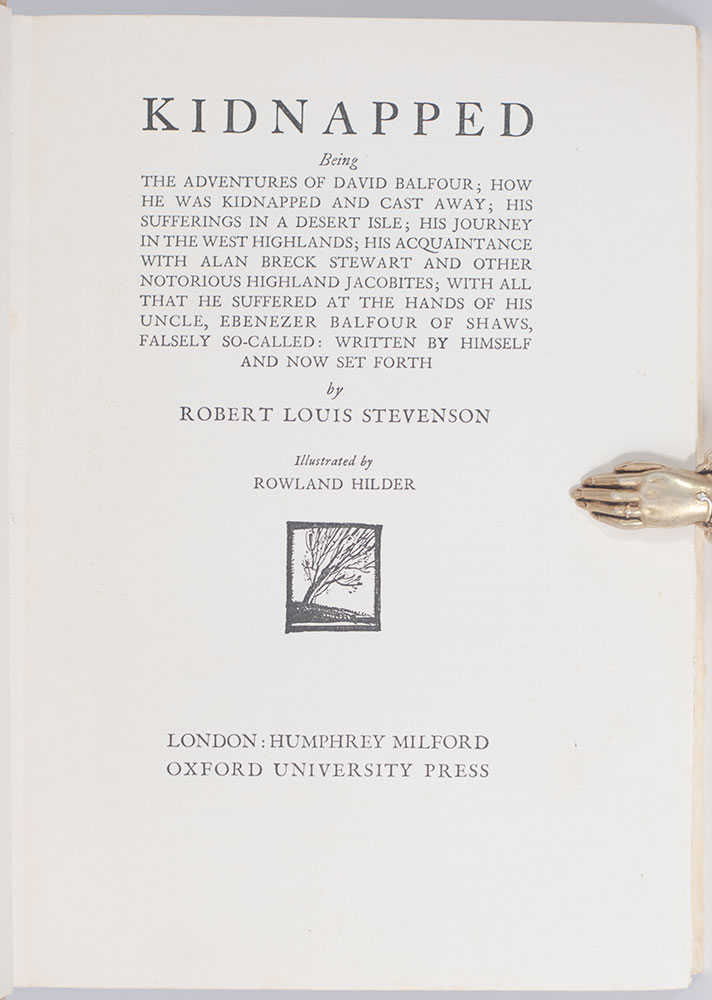 KIDNAPPED
Being
THE ADVENTURES OF DAVID BALFOUR; HOW
HE WAS KIDNAPPED AND CAST AWAY; HIS
SUFFERINGS IN A DESERT ISLE; HIS JOURNEY
IN THE WEST HIGHLANDS; HIS ACQUAINTANCE
WITH ALAN BRECK STEWART AND OTHER
NOTORIOUS HIGHLAND JACOBITES; WITH ALL
THAT HE SUFFERED AT THE HANDS OF HIS
UNCLE, EBENEZER BALFOUR OF SHAWS,
FALSELY SO-CALLED: WRITTEN BY HIMSELF
AND NOW SET FORTH
by
ROBERT LOUIS STEVENSON
Illustrated by
ROWLAND HILDER
LONDON: HUMPHREY MILFORD
OXFORD UNIVERSITY PRESS